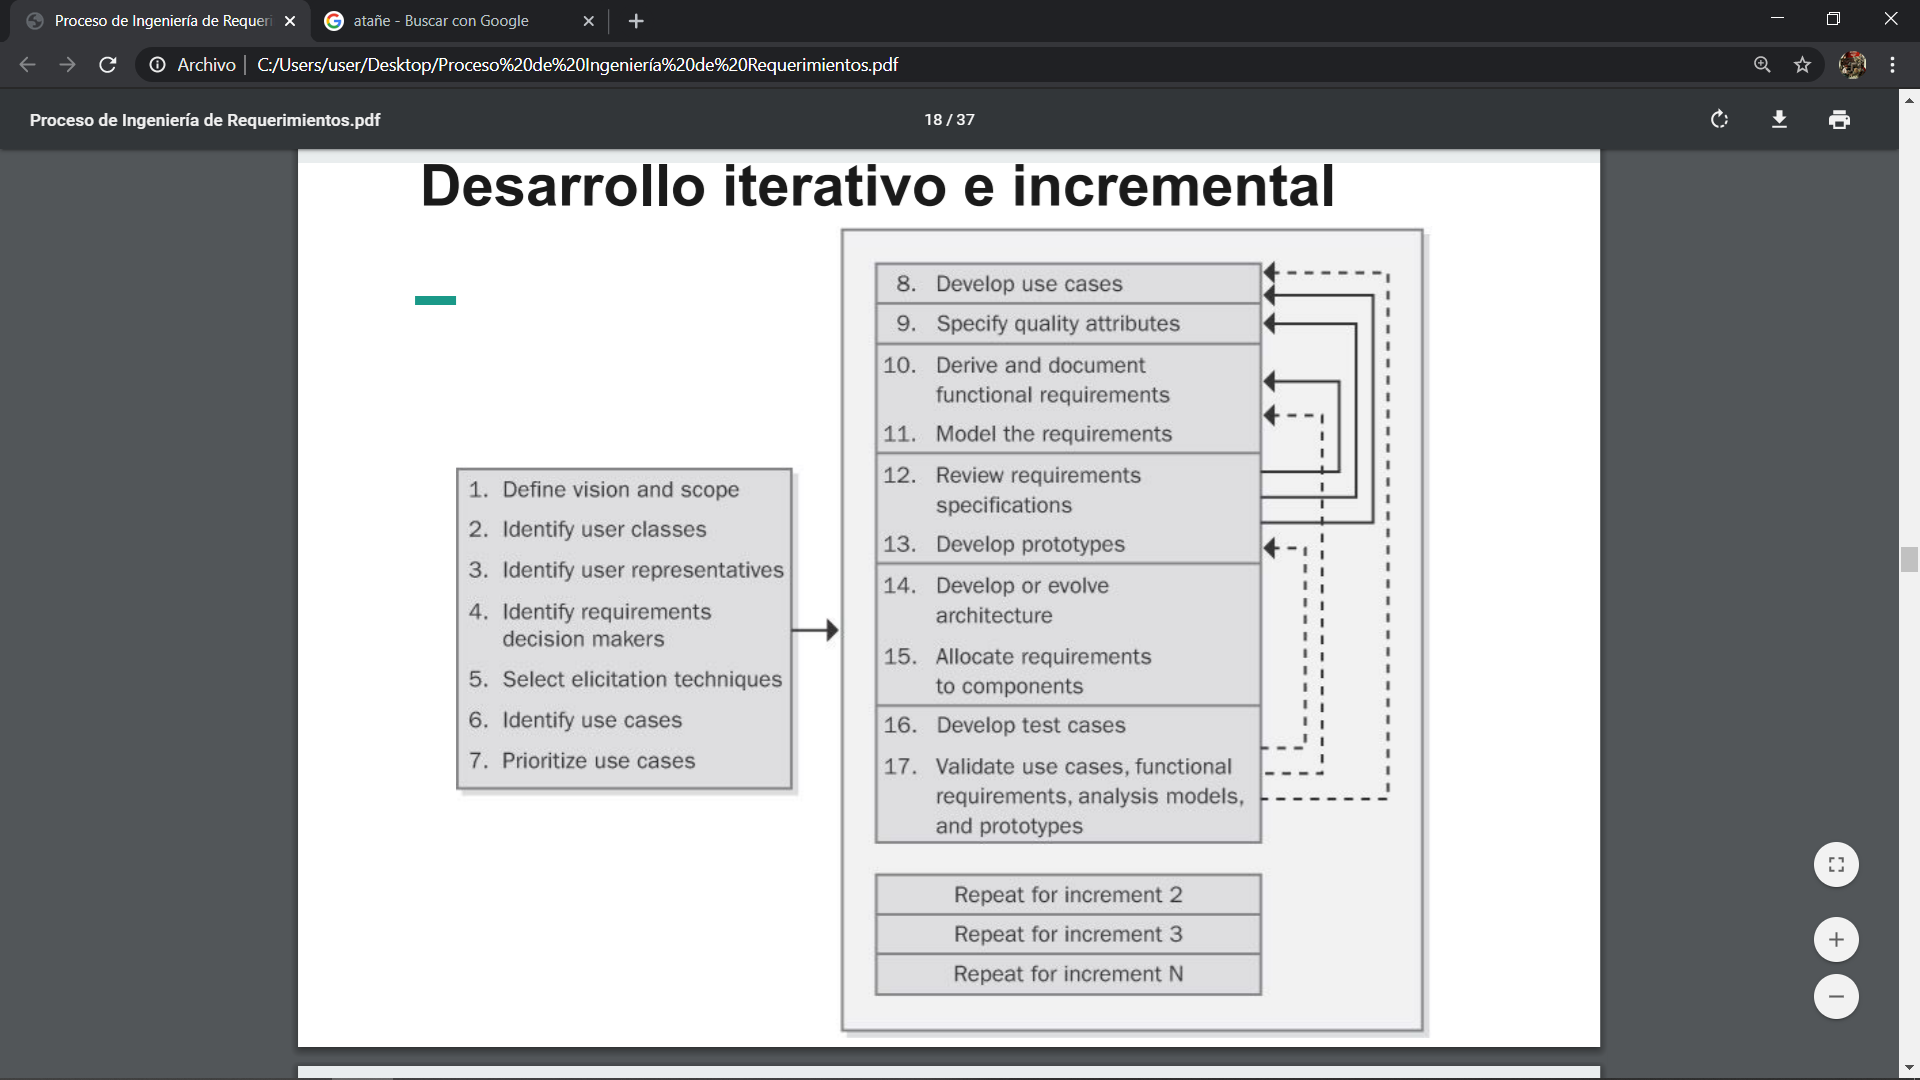 Proceso de Ingeniería de Requeri
atañe - Buscar con Google
Archivo
C:/Users/user/Desktop/Proceso%20de%20Ingeniería%20de%20Requerimientos.pdf
Proceso de Ingeniería de Requerimientos.pdf
18 / 37
Desarrollo iterativo e incremental
1. Define vision and scope
2. Identify user classes
3. Identify user representatives
4. Identify requirements
decision makers
5. Select elicitation techniques
6. Identify use cases
7. Prioritize use cases
8. Develop use cases
9. Specify quality attributes
10. Derive and document
functional requirements
11. Model the requirements
12. Review requirements
specifications
13. Develop prototypes
14. Develop or evolve
architecture
15. Allocate requirements
to components
16. Develop test cases
17. Validate use cases, functional
requirements, analysis models,
and prototypes
Repeat for increment 2
Repeat for increment 3
Repeat for increment N